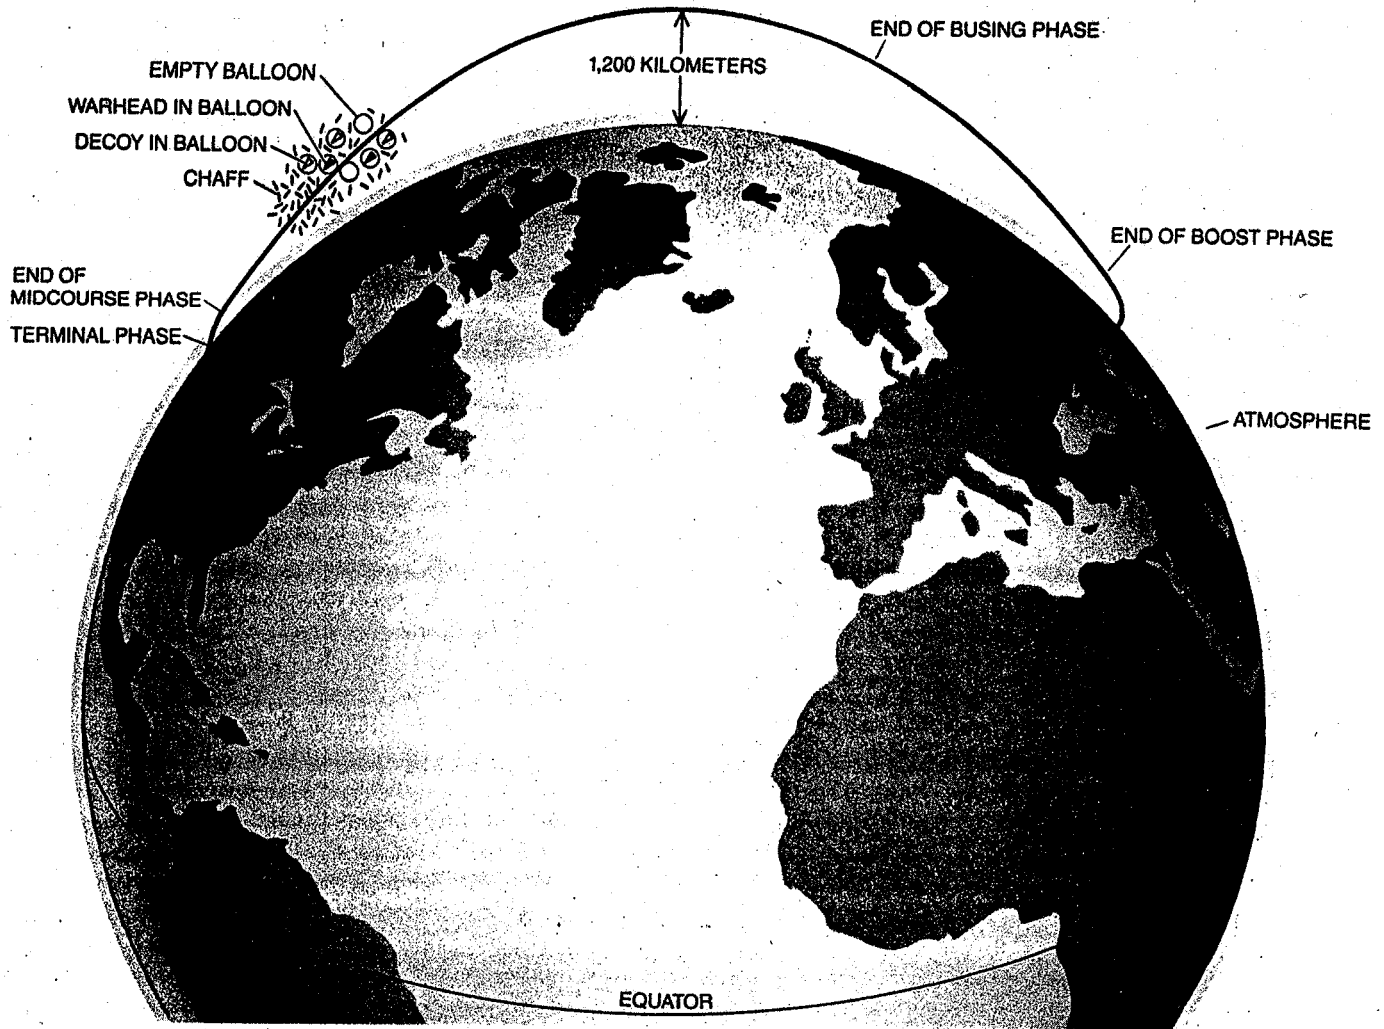 END OF BUSING PHASE
1,200 KILOMETERS
EMPTY BALLOON
WARHEAD IN BALLOON
DECOY IN BALLOON
CHAFF
END OF BOOST PHASE
END OF
MIDCOURSE PHASE
TERMINAL PHASE
ATMOSPHERE
EQUATOR